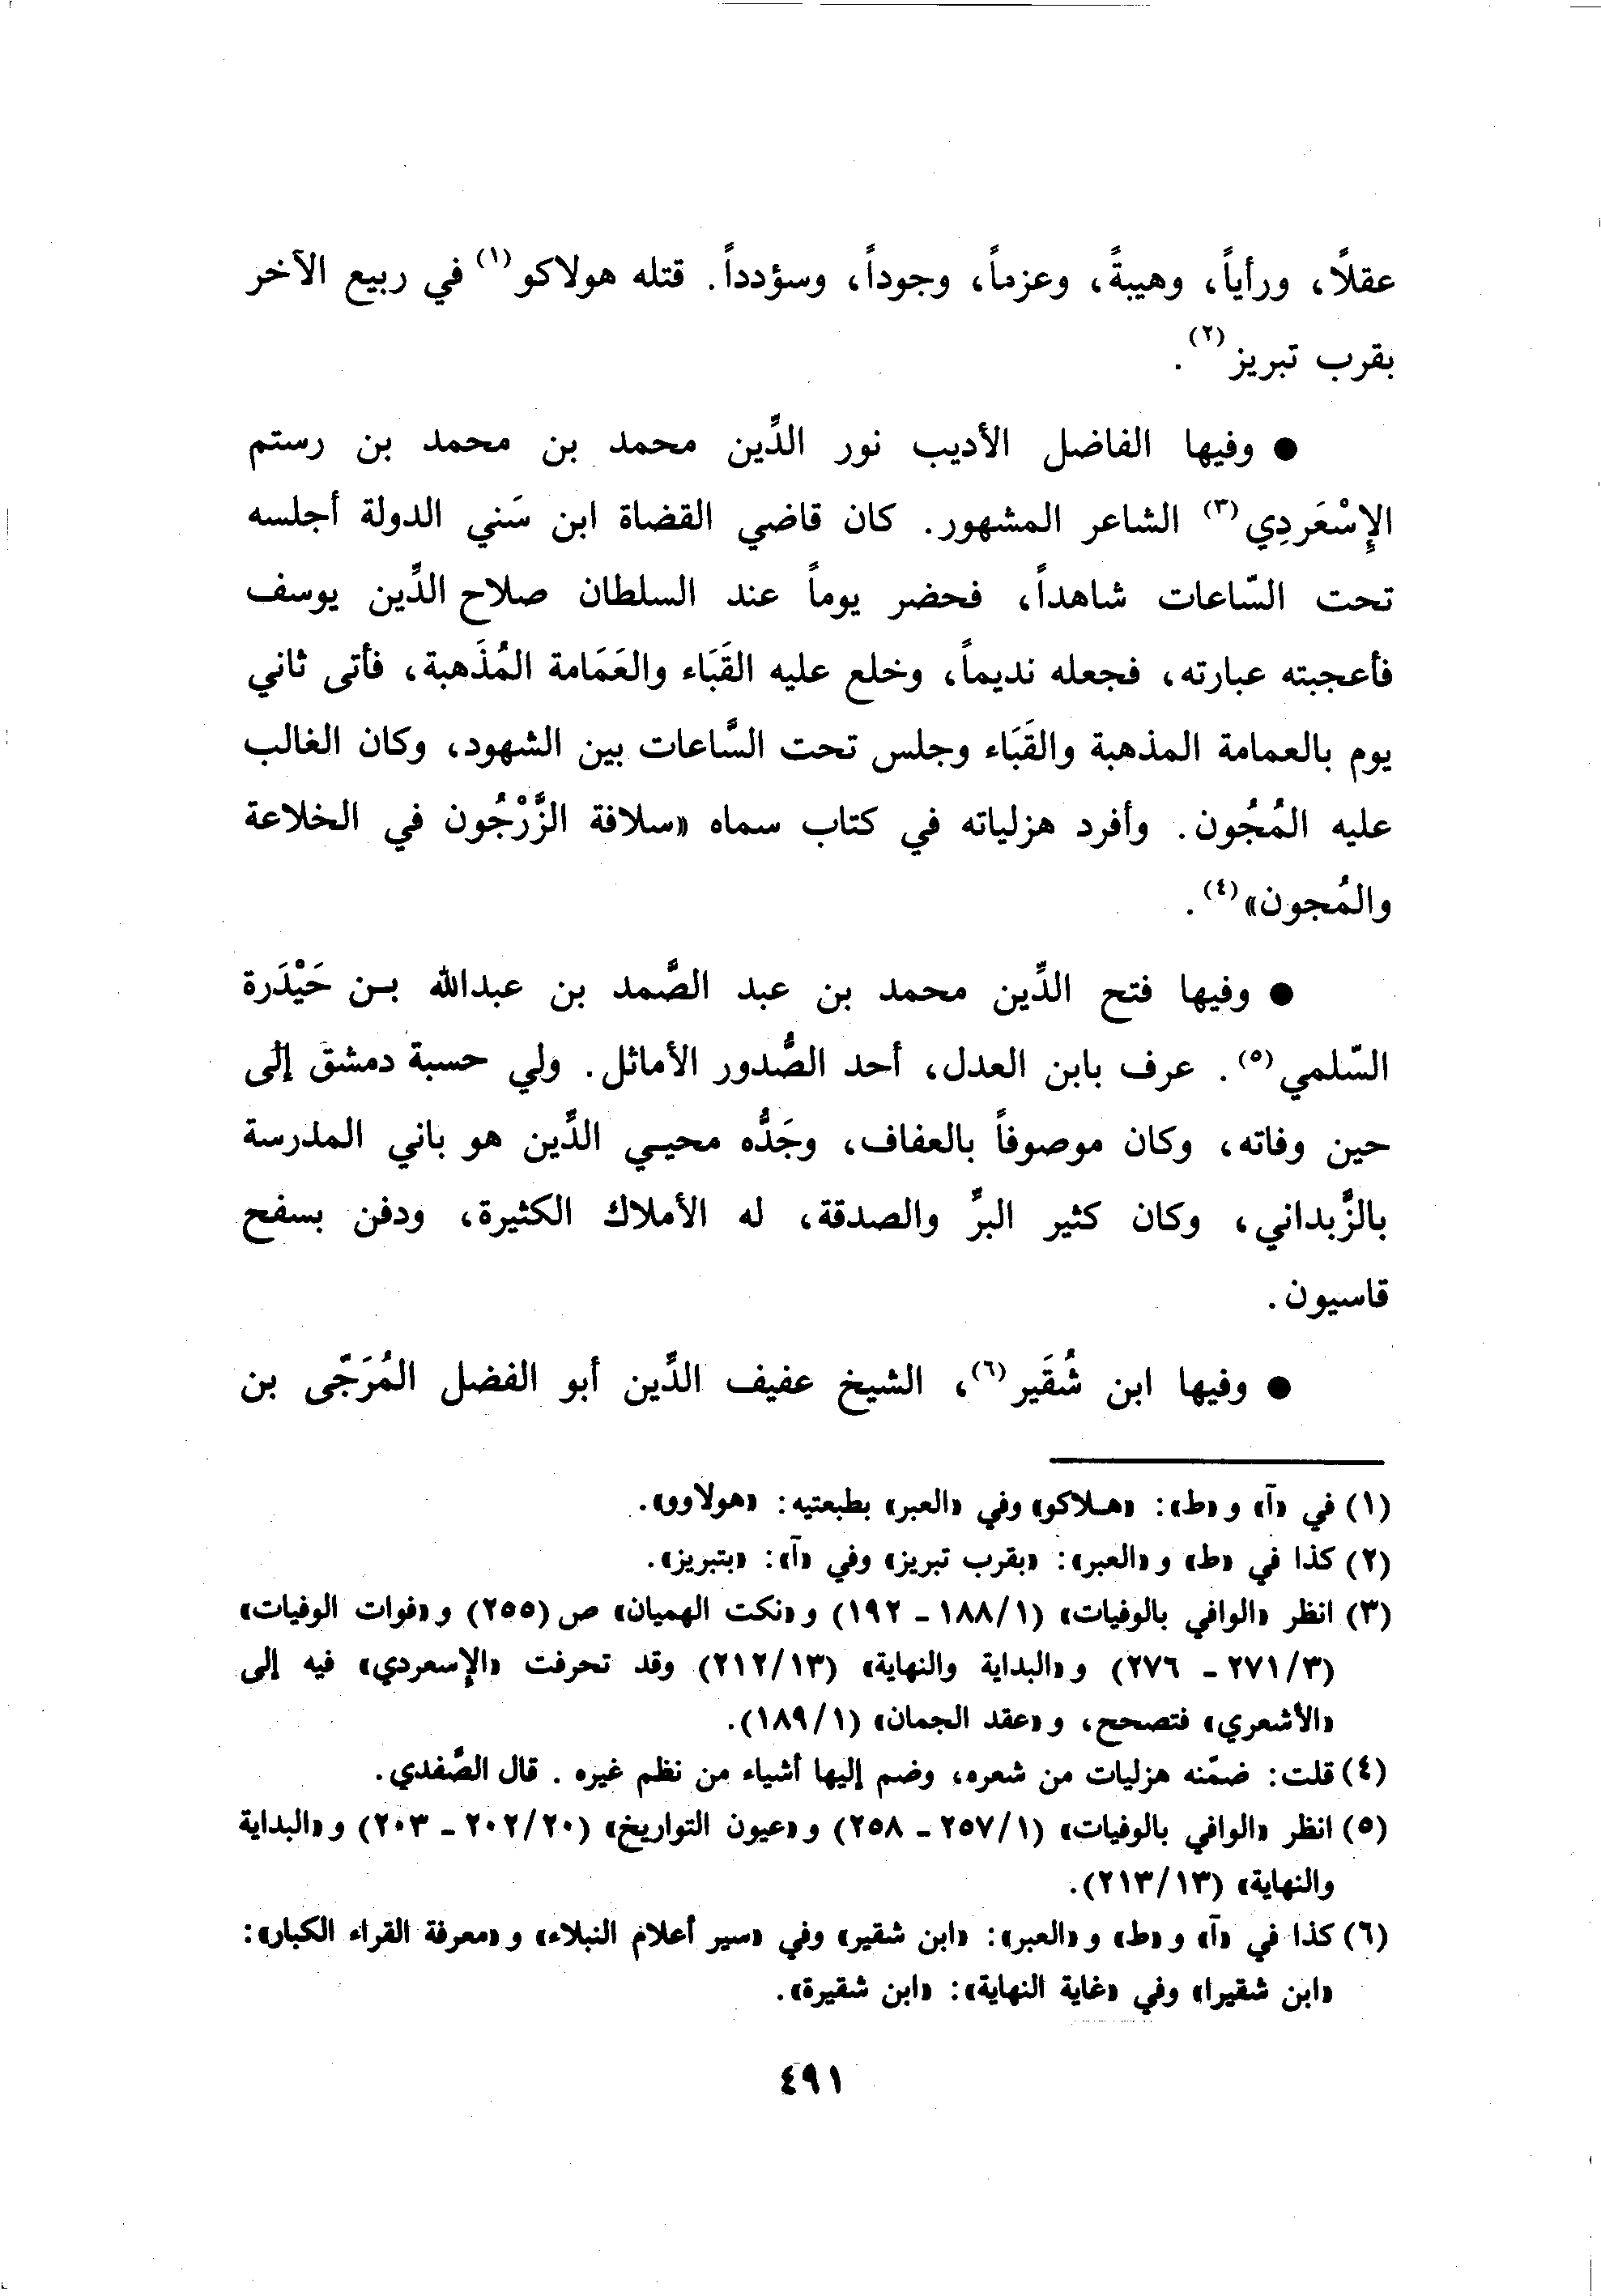 عقلاً، ورأياً، وهيبةً، وعزماً، وجوداً، وسؤدداً. قتله هولاكو(١) في ربيع الآخر
بقرب تبريز(٢).
● وفيها الفاضل الأديب نور الدِّين محمد بن محمد بن رستم
الإِسْعَردِي(٣) الشاعر المشهور. كان قاضي القضاة ابن سَني الدولة أجلسه
تحت السّاعات شاهداً، فحضر يوماً عند السلطان صلاح الدِّين يوسف
فأعجبته عبارته، فجعله نديماً، وخلع عليه القَبَاء والعَمَامة المُذَهبة، فأتى ثاني
يوم بالعمامة المذهبة والقَبَاء وجلس تحت السَّاعات بين الشهود، وكان الغالب
عليه المُجُون. وأفرد هزلياته في كتاب سماه «سلافة الزَّرْجُون في الخلاعة
والمُجون»(٤).
● وفيها فتح الدِّين محمد بن عبد الصَّمد بن عبدالله بـن حَيْدَرة
السّلمي(٥). عرف بابن العدل، أحد الصُّدور الأماثل. ولي حسبة دمشق إلى
حين وفاته، وكان موصوفاً بالعفاف، وجَدُّه محيـي الدِّين هو باني المدرسة
بالزَّبداني، وكان كثير البرِّ والصدقة، له الأملاك الكثيرة، ودفن بسفح
قاسيون.
● وفيها ابن شُقَير(٦)، الشيخ عفيف الدِّين أبو الفضل المُرَجّى بن
(١) في «آ» و «ط»: «هـلاكو» وفي «العبر» بطبعتيه: «هولاوو».
(٢) كذا في «ط» و «العبر»: «بقرب تبريز» وفي «آ»: «بتبريز».
(٣) انظر «الوافي بالوفيات» (١/١٨٨ - ١٩٢) و «نكت الهميان» ص (٢٥٥) و «فوات الوفيات»
(٣/٢٧١ - ٢٧٦) و «البداية والنهاية» (١٣/٢١٢) وقد تحرفت «الإسعردي» فيه إلى
«الأشعري» فتصحح، و «عقد الجمان» (١/١٨٩).
(٤) قلت: ضمّنه هزليات من شعره، وضم إليها أشياء من نظم غيره . قال الصَّفدي.
(٥) انظر «الوافي بالوفيات» (١/٢٥٧ - ٢٥٨) و «عيون التواريخ» (٢٠/٢٠٢ - ٢٠٣) و «البداية
والنهاية» (١٣/٢١٣).
(٦) كذا في «آ» و «ط» و «العبر»: «ابن شقير» وفي «سير أعلام النبلاء» و «معرفة القراء الكبار»:
«ابن شقيرا» وفي «غاية النهاية»: «ابن شقيرة».
٤٩١